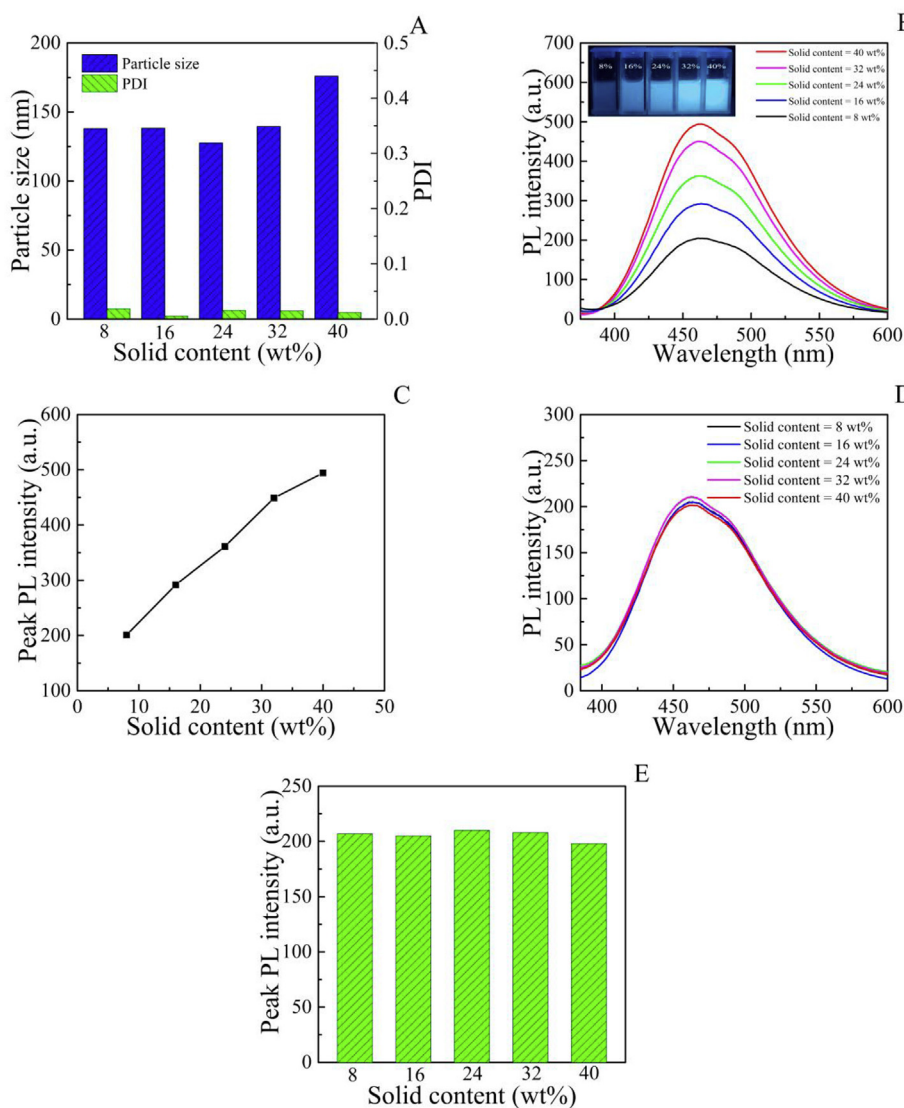 A
200
150
100
50
0
Particle size (nm)
Particle size
PDI
0.5
0.4
0.3
0.2
0.1
0.0
PDI
8 16 24 32 40
Solid content (wt%)
700
600
500
400
300
200
100
0
PL intensity (a.u.)
8% 16% 24% 32% 40%
Solid content = 40 wt%
Solid content = 32 wt%
Solid content = 24 wt%
Solid content = 16 wt%
Solid content = 8 wt%
400 450 500 550 600
Wavelength (nm)
C
600
500
400
300
200
100
Peak PL intensity (a.u.)
0 10 20 30 40 50
Solid content (wt%)
D
300
250
200
150
100
50
0
PL intensity (a.u.)
Solid content = 8 wt%
Solid content = 16 wt%
Solid content = 24 wt%
Solid content = 32 wt%
Solid content = 40 wt%
400 450 500 550 600
Wavelength (nm)
E
250
200
150
100
50
0
Peak PL intensity (a.u.)
8 16 24 32 40
Solid content (wt%)